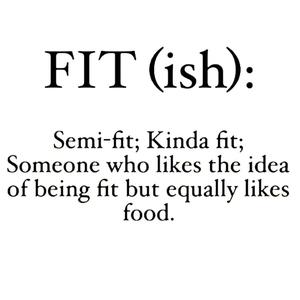 FIT (ish):
Semi-fit; Kinda fit;
Someone who likes the idea
of being fit but equally likes
food.